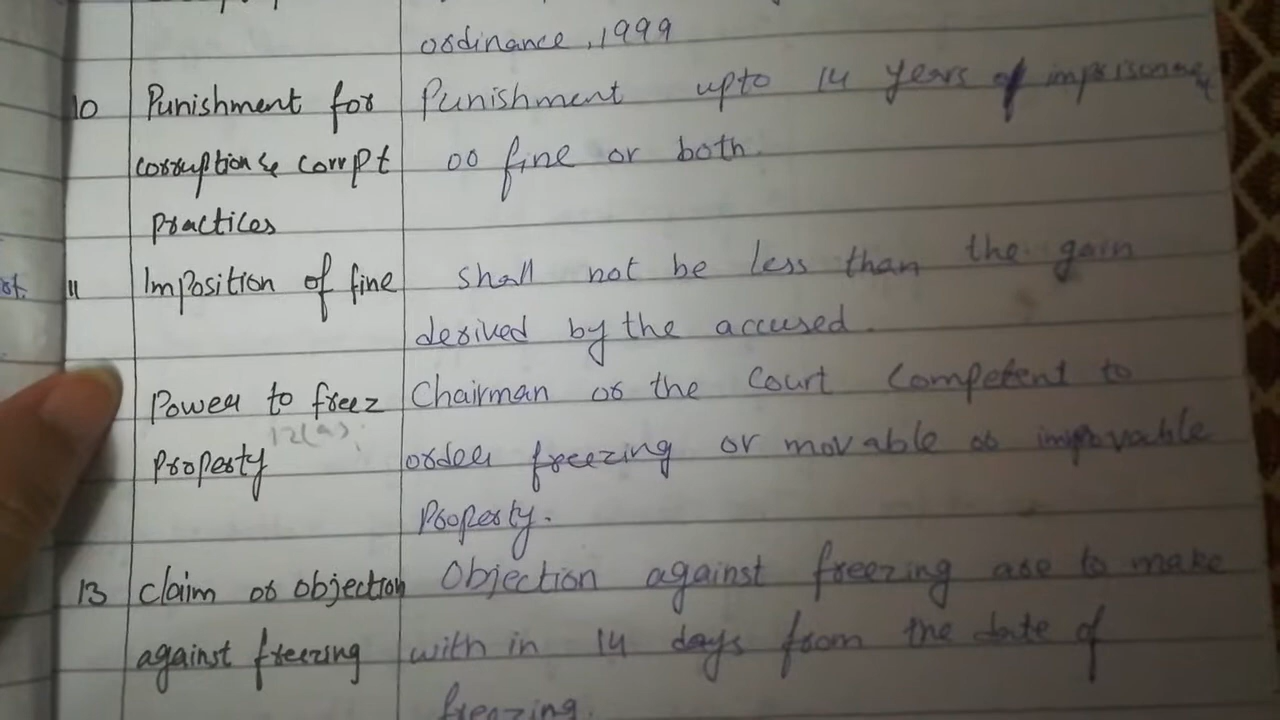 ordinance, 1999
10 Punishment for Punishment upto 14 years of imprisonment
corruption & corrpt or fine or both.
practices
11 Imposition of fine shall not be less than the gain
derived by the accused.
Power to freez Chairman or the Court Competent to
12(a)
Property order freezing or movable or immovable
Property.
13 claim or objection Objection against freezing are to make
against freezing with in 14 days from the date of
freezing.